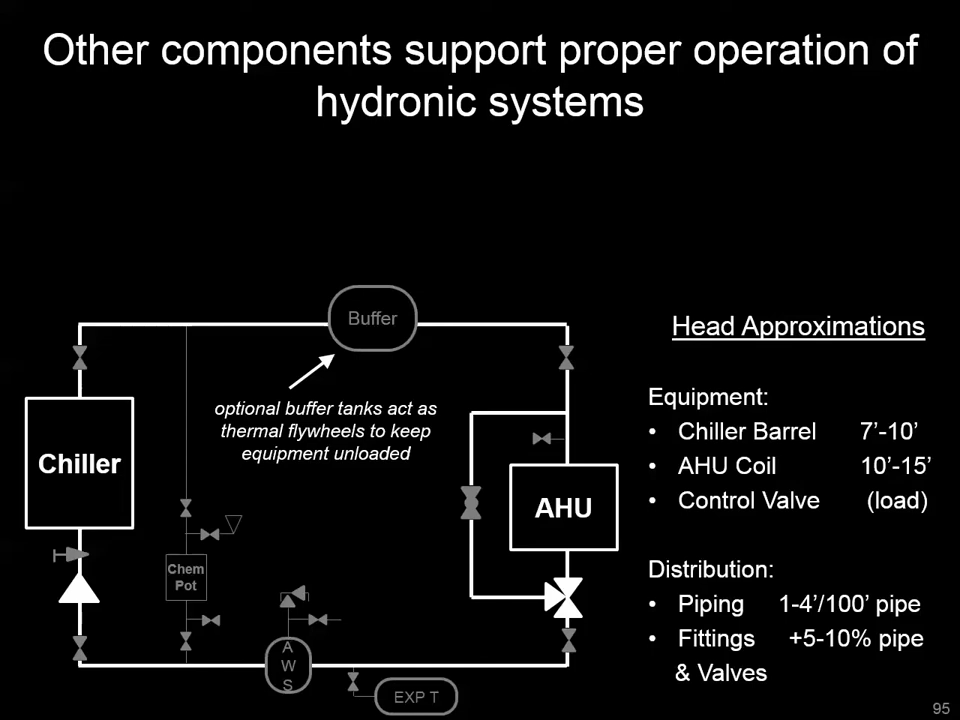 Other components support proper operation of
hydronic systems
Buffer
optional buffer tanks act as
thermal flywheels to keep
equipment unloaded
Chiller
AHU
Chem
Pot
A
W
S
EXP T
Head Approximations
Equipment:
• Chiller Barrel 7’-10’
• AHU Coil 10’-15’
• Control Valve (load)
Distribution:
• Piping 1-4’/100’ pipe
• Fittings +5-10% pipe
& Valves
95